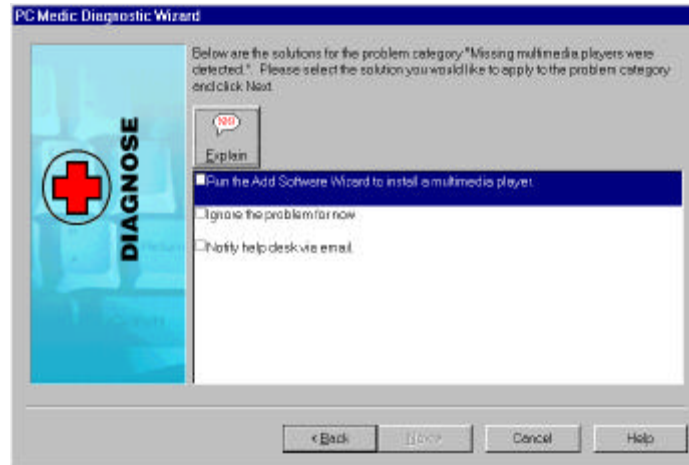 PC Medic Diagnostic Wizard
Below are the solutions for the problem category "Missing multimedia players were
detected.". Please select the solution you would like to apply to the problem category
and click Next.
Explain
DIAGNOSE
Run the Add Software Wizard to install a multimedia player.
Ignore the problem for now
Notify help desk via email.
< Back
Next >
Cancel
Help